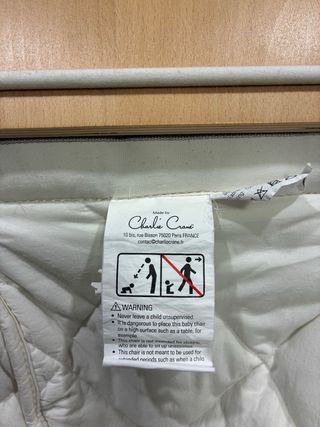 Made for
Charlie Crane
10 bis, rue Bisson 75020 Paris FRANCE
contact@charliecrane.com
WARNING
• Never leave a child unsupervised.
• It is dangerous to place this baby chair
on a high surface such as a table, for
example.
• This chair is not intended for children
who are able to sit up unassisted
• This chair is not meant to be used for
extended periods such as when a child